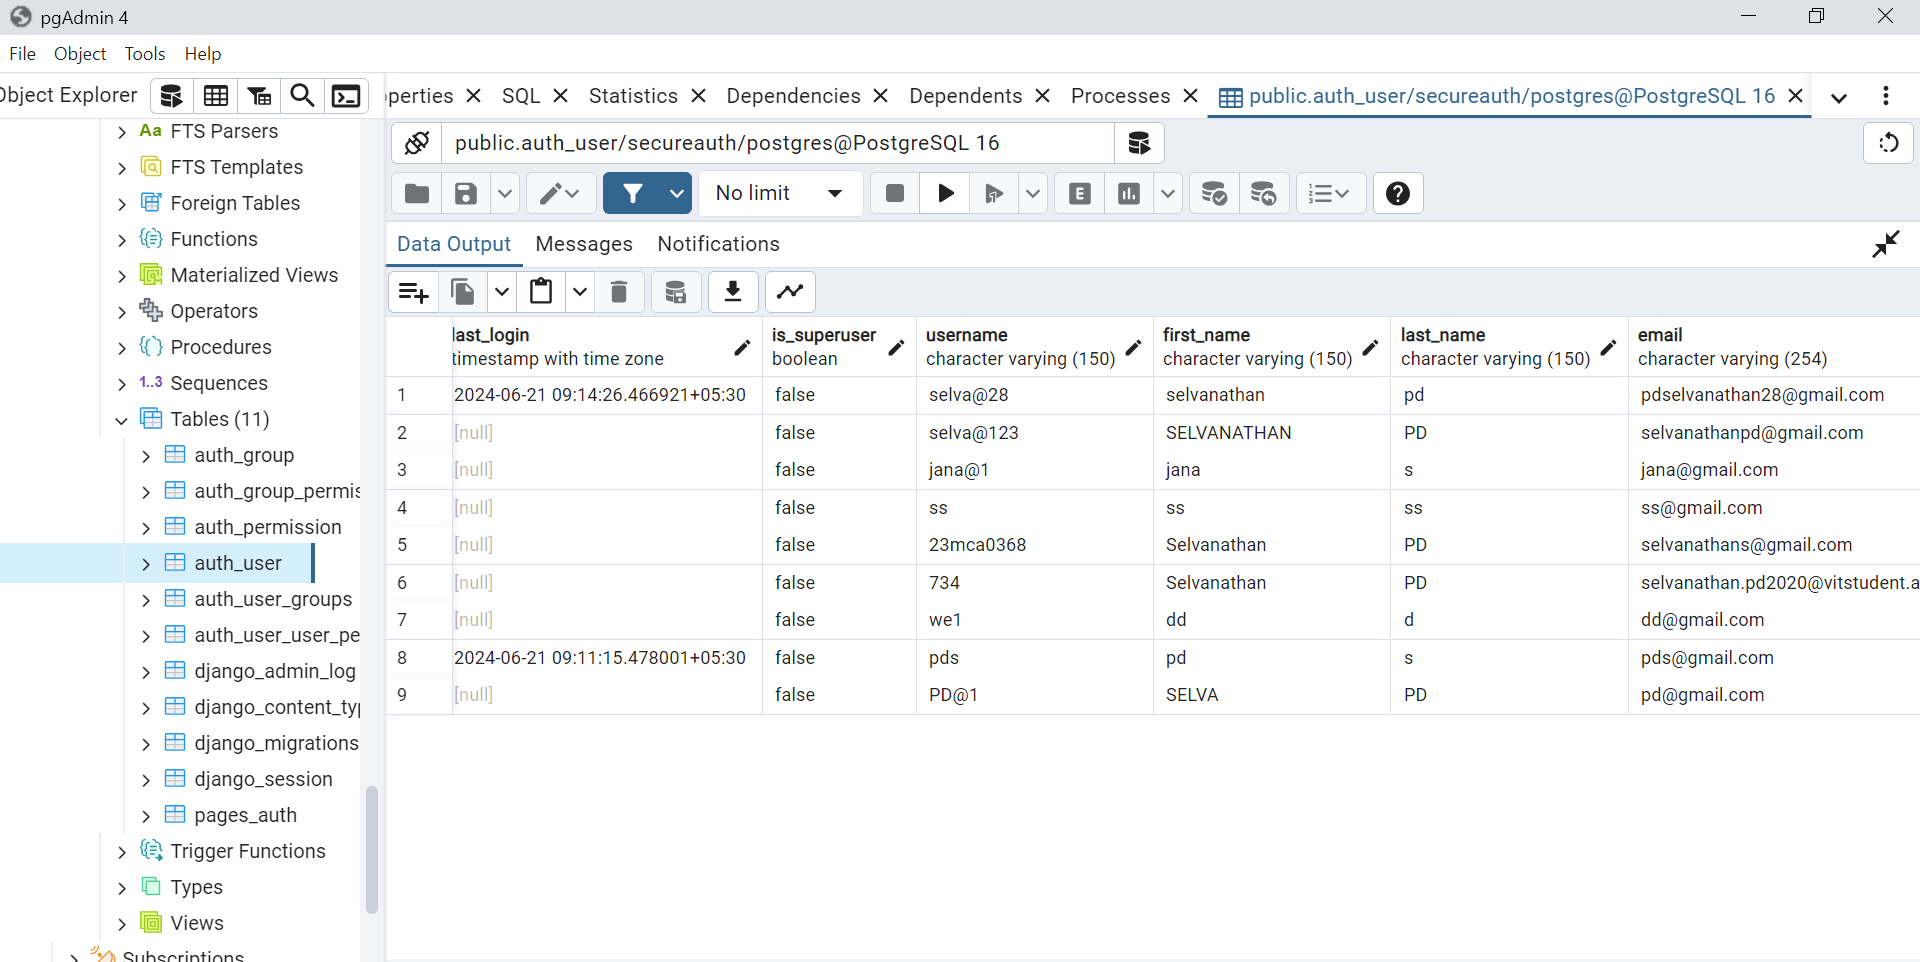 pgAdmin 4
File Object Tools Help
Object Explorer
perties SQL Statistics Dependencies Dependents Processes public.auth_user/secureauth/postgres@PostgreSQL 16
public.auth_user/secureauth/postgres@PostgreSQL 16
No limit
E
Data Output Messages Notifications
FTS Parsers
FTS Templates
Foreign Tables
Functions
Materialized Views
Operators
Procedures
1..3 Sequences
Tables (11)
auth_group
auth_group_permis
auth_permission
auth_user
auth_user_groups
auth_user_user_pe
django_admin_log
django_content_typ
django_migrations
django_session
pages_auth
Trigger Functions
Types
Views
Subscriptions
last_login is_superuser username first_name last_name email
timestamp with time zone boolean character varying (150) character varying (150) character varying (150) character varying (254)
1 2024-06-21 09:14:26.466921+05:30 false selva@28 selvanathan pd pdselvanathan28@gmail.com
2 [null] false selva@123 SELVANATHAN PD selvanathanpd@gmail.com
3 [null] false jana@1 jana s jana@gmail.com
4 [null] false ss ss ss ss@gmail.com
5 [null] false 23mca0368 Selvanathan PD selvanathans@gmail.com
6 [null] false 734 Selvanathan PD selvanathan.pd2020@vitstudent.a
7 [null] false we1 dd d dd@gmail.com
8 2024-06-21 09:11:15.478001+05:30 false pds pd s pds@gmail.com
9 [null] false PD@1 SELVA PD pd@gmail.com